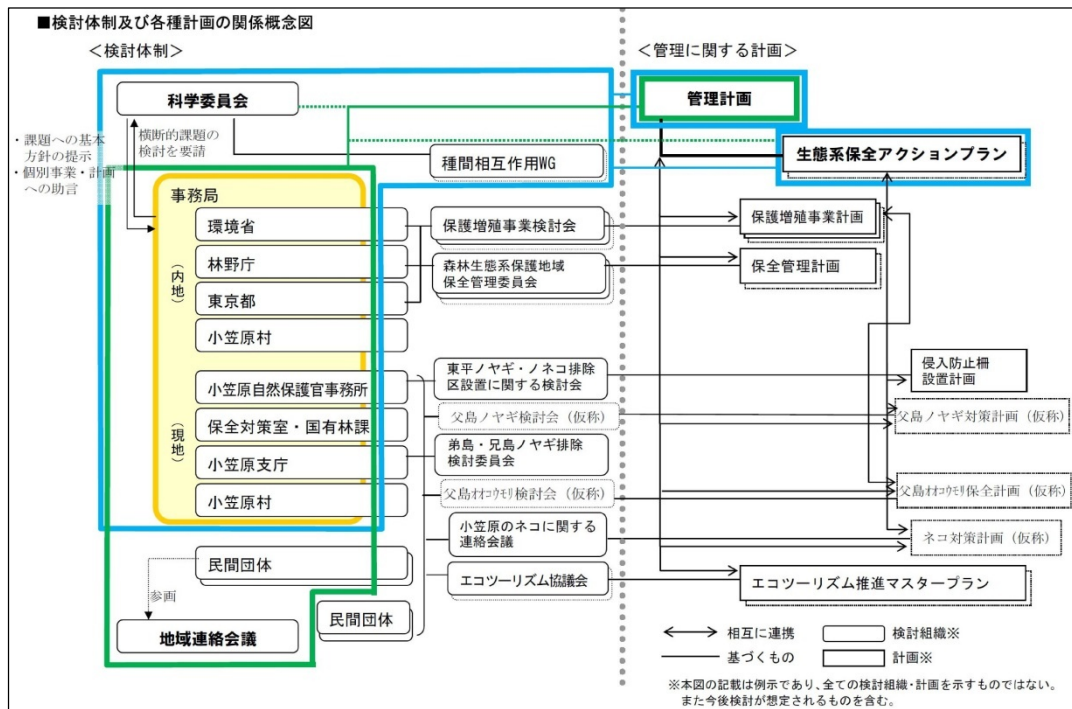 ■検討体制及び各種計画の関係概念図
＜検討体制＞
＜管理に関する計画＞
科学委員会
管理計画
・課題への基本
方針の提示
・個別事業・計画
への助言
横断的課題の
検討を要請
種間相互作用WG
生態系保全アクションプラン
事務局
（内地）
環境省
林野庁
東京都
小笠原村
保護増殖事業検討会
森林生態系保護地域
保全管理委員会
保護増殖事業計画
保全管理計画
（現地）
小笠原自然保護官事務所
保全対策室・国有林課
小笠原支庁
小笠原村
東平ノヤギ・ノネコ排除
区設置に関する検討会
父島ノヤギ検討会（仮称）
弟島・兄島ノヤギ排除
検討委員会
父島オオコウモリ検討会（仮称）
小笠原のネコに関する
連絡会議
エコツーリズム協議会
侵入防止柵
設置計画
父島ノヤギ対策計画（仮称）
父島オオコウモリ保全計画（仮称）
ネコ対策計画（仮称）
エコツーリズム推進マスタープラン
民間団体
参画
地域連絡会議
民間団体
相互に連携
検討組織※
基づくもの
計画※
※本図の記載は例示であり、全ての検討組織・計画を示すものではない。
また今後検討が想定されるものを含む。